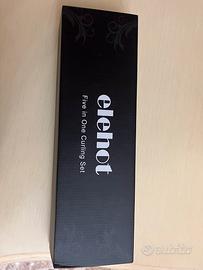 elehot
Five in One Curling Set
Subito